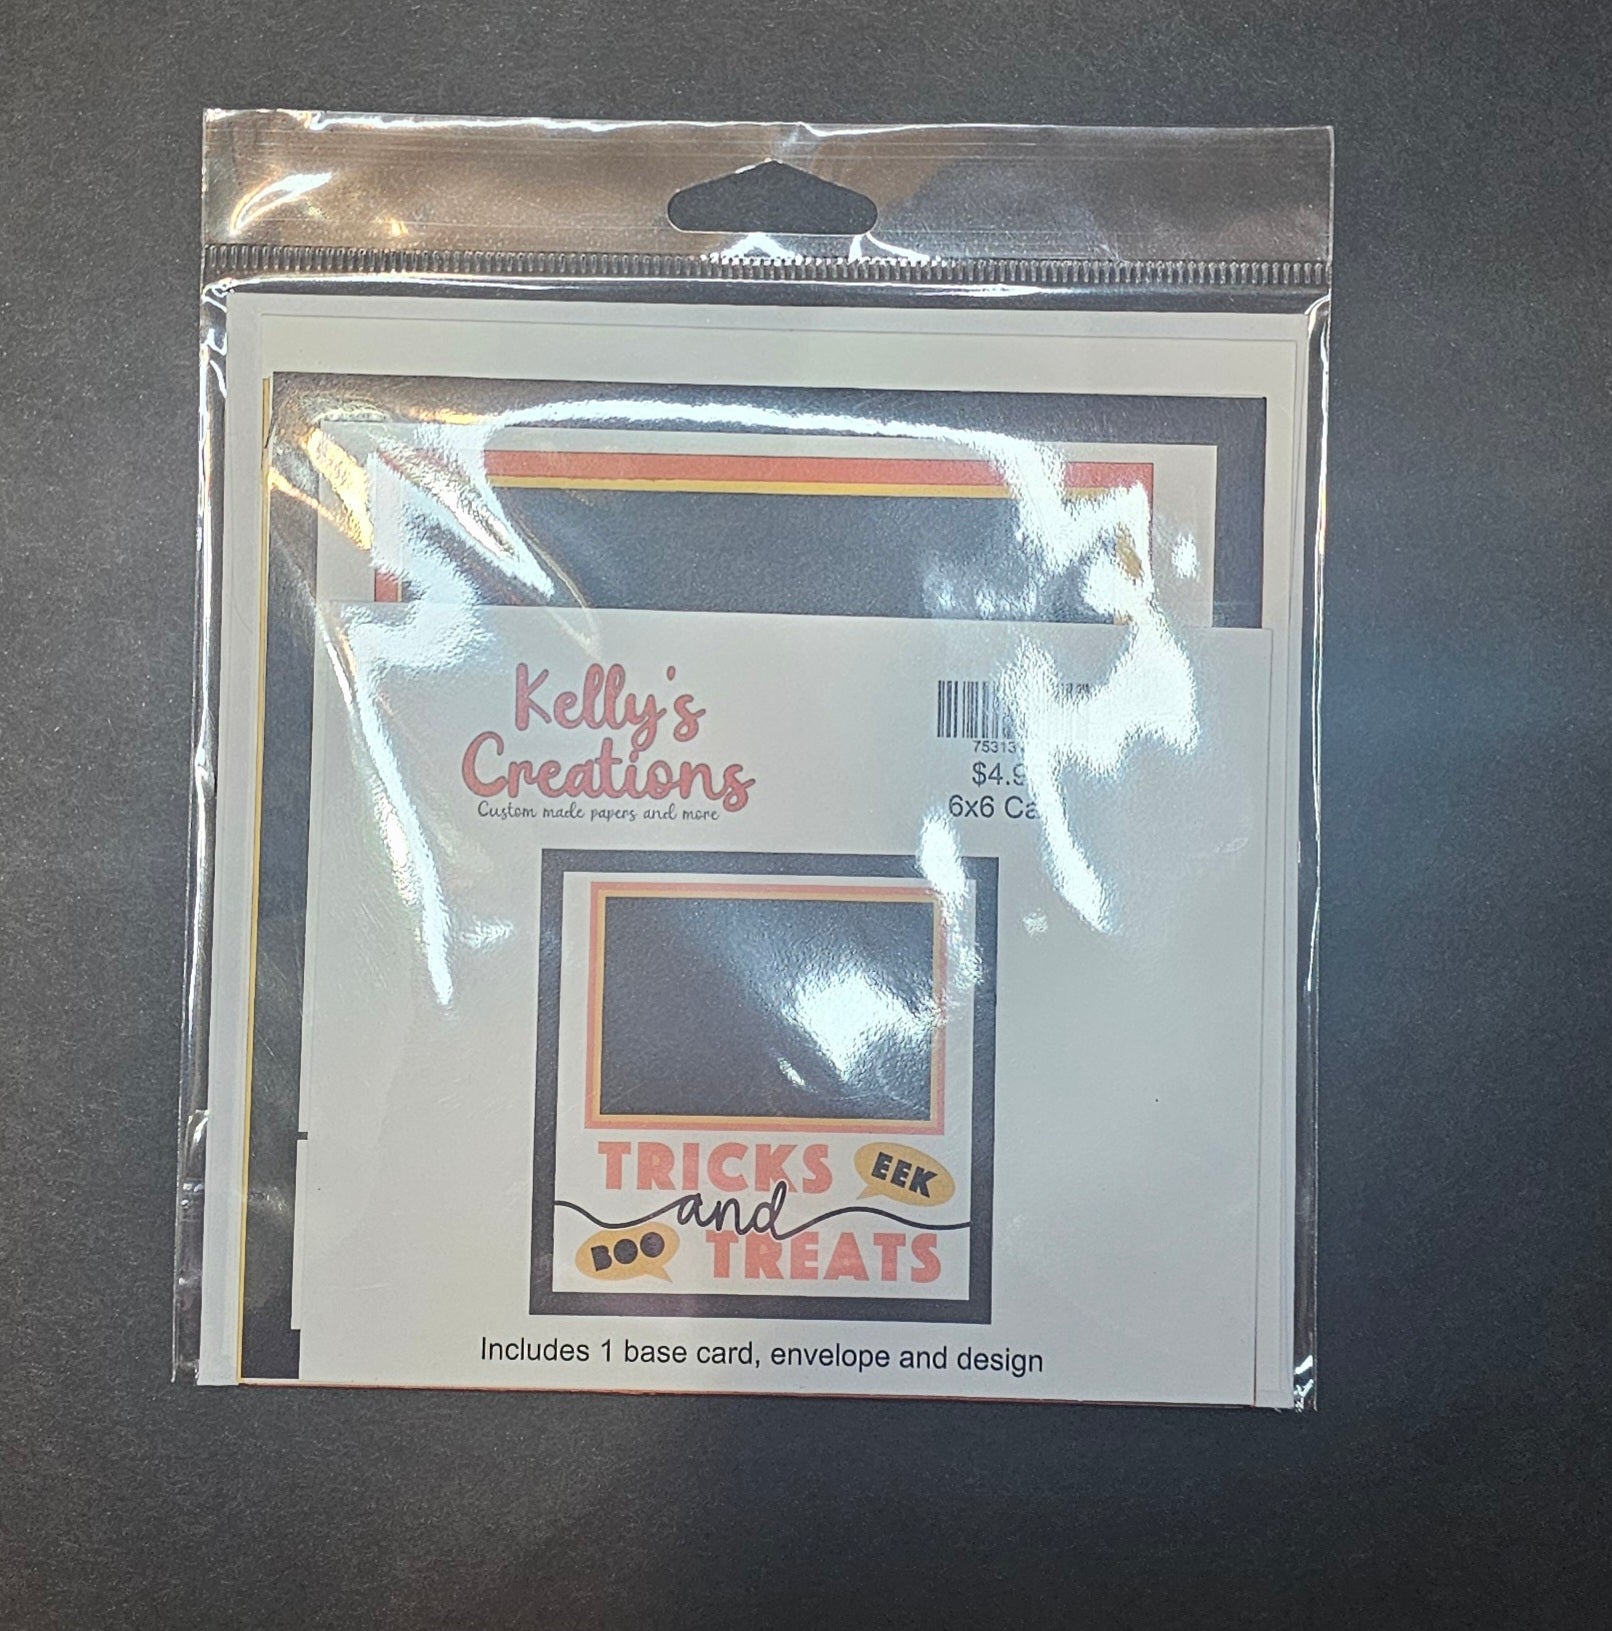 Kelly's
Creations
Custom made papers and more
6x6
TRICKS
EEK
and
BOO
TREATS
Includes 1 base card, envelope and design